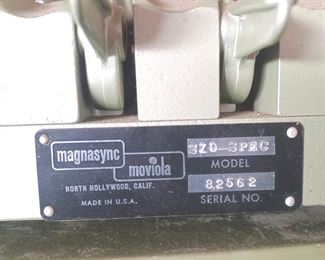 magnasync
moviola
SZD-SPEC
MODEL
NORTH HOLLYWOOD, CALIF.
82562
MADE IN U.S.A.
SERIAL NO.